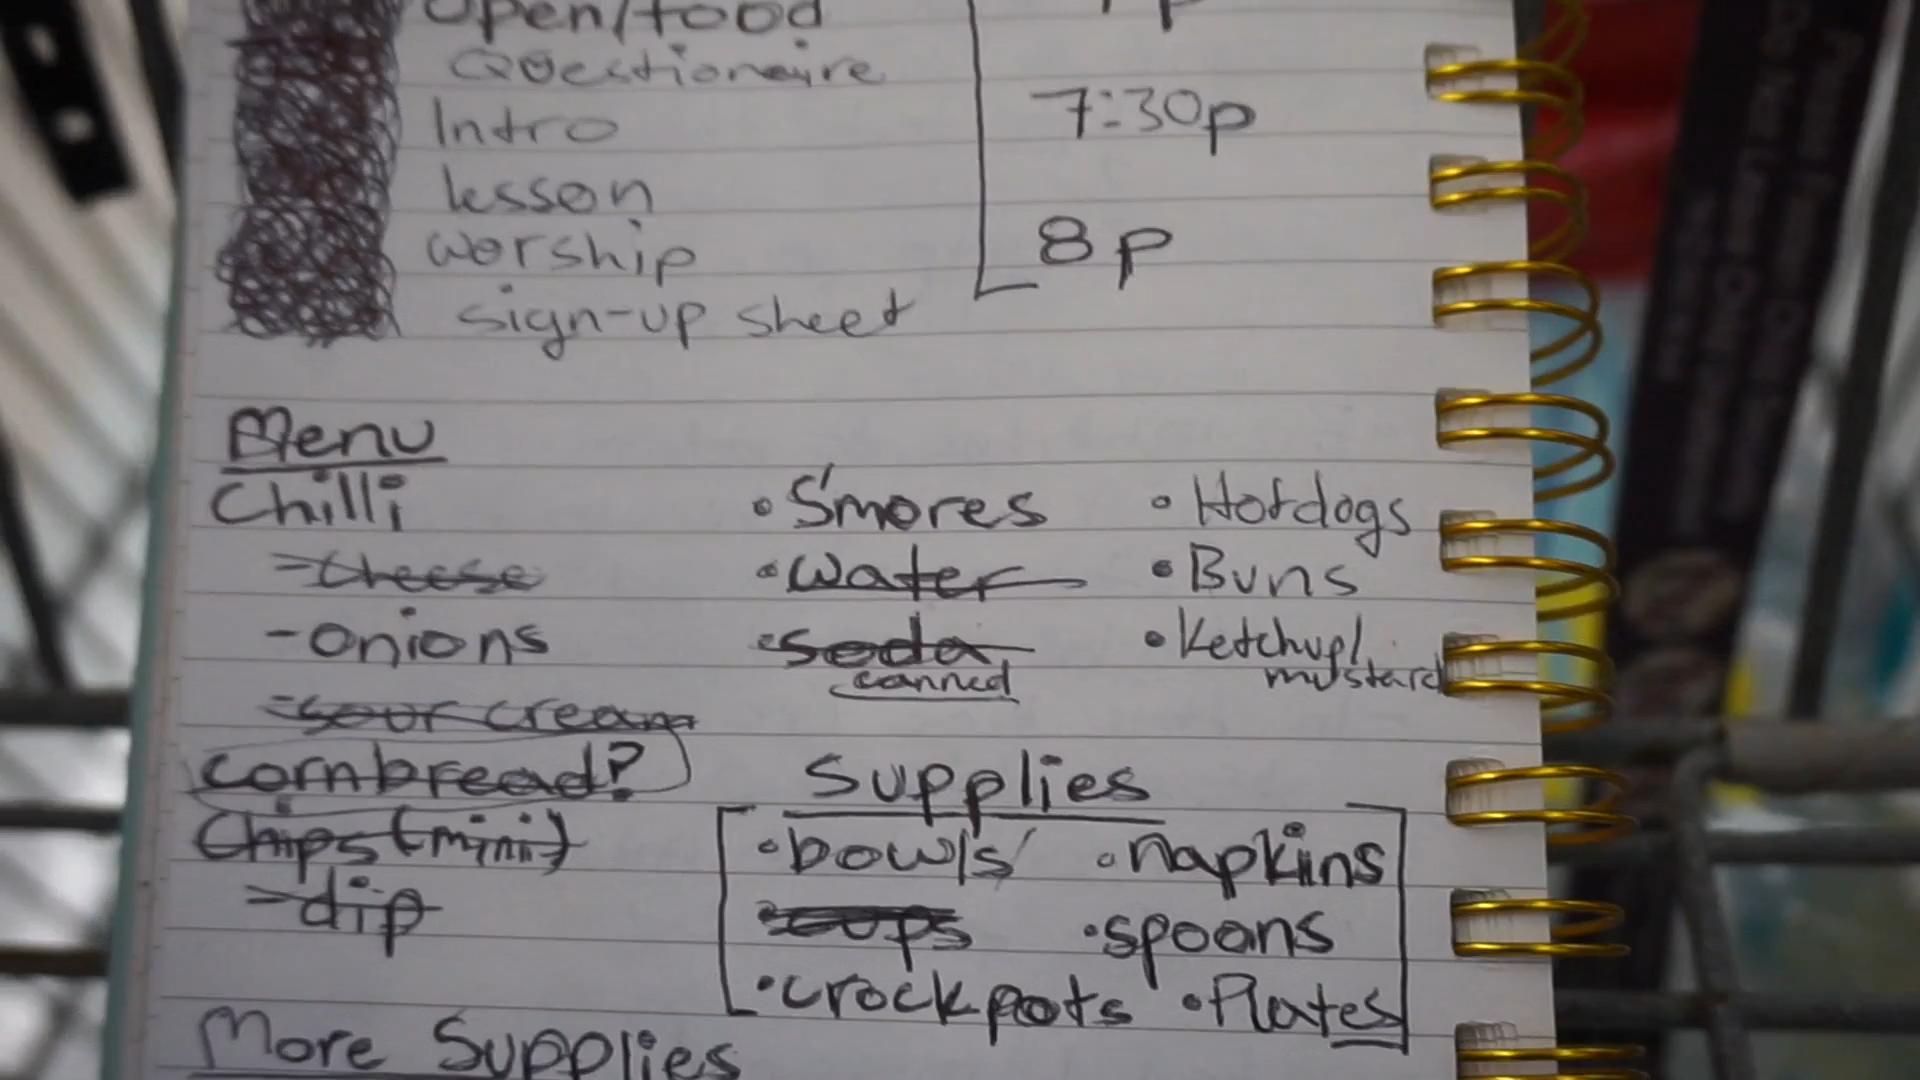 Open/food
Questionaire
Intro
7:30p
lesson
worship
8p
sign-up sheet
Menu
Chilli
- Cheese
- onions
- sour cream
cornbread?
Chips (mini)
- dip
• S'mores
• water
• soda
canned
• Hotdogs
• Buns
• Ketchup/
mustard
Supplies
• bowls • napkins
• cups • spoons
• crockpots • Plates
More Supplies